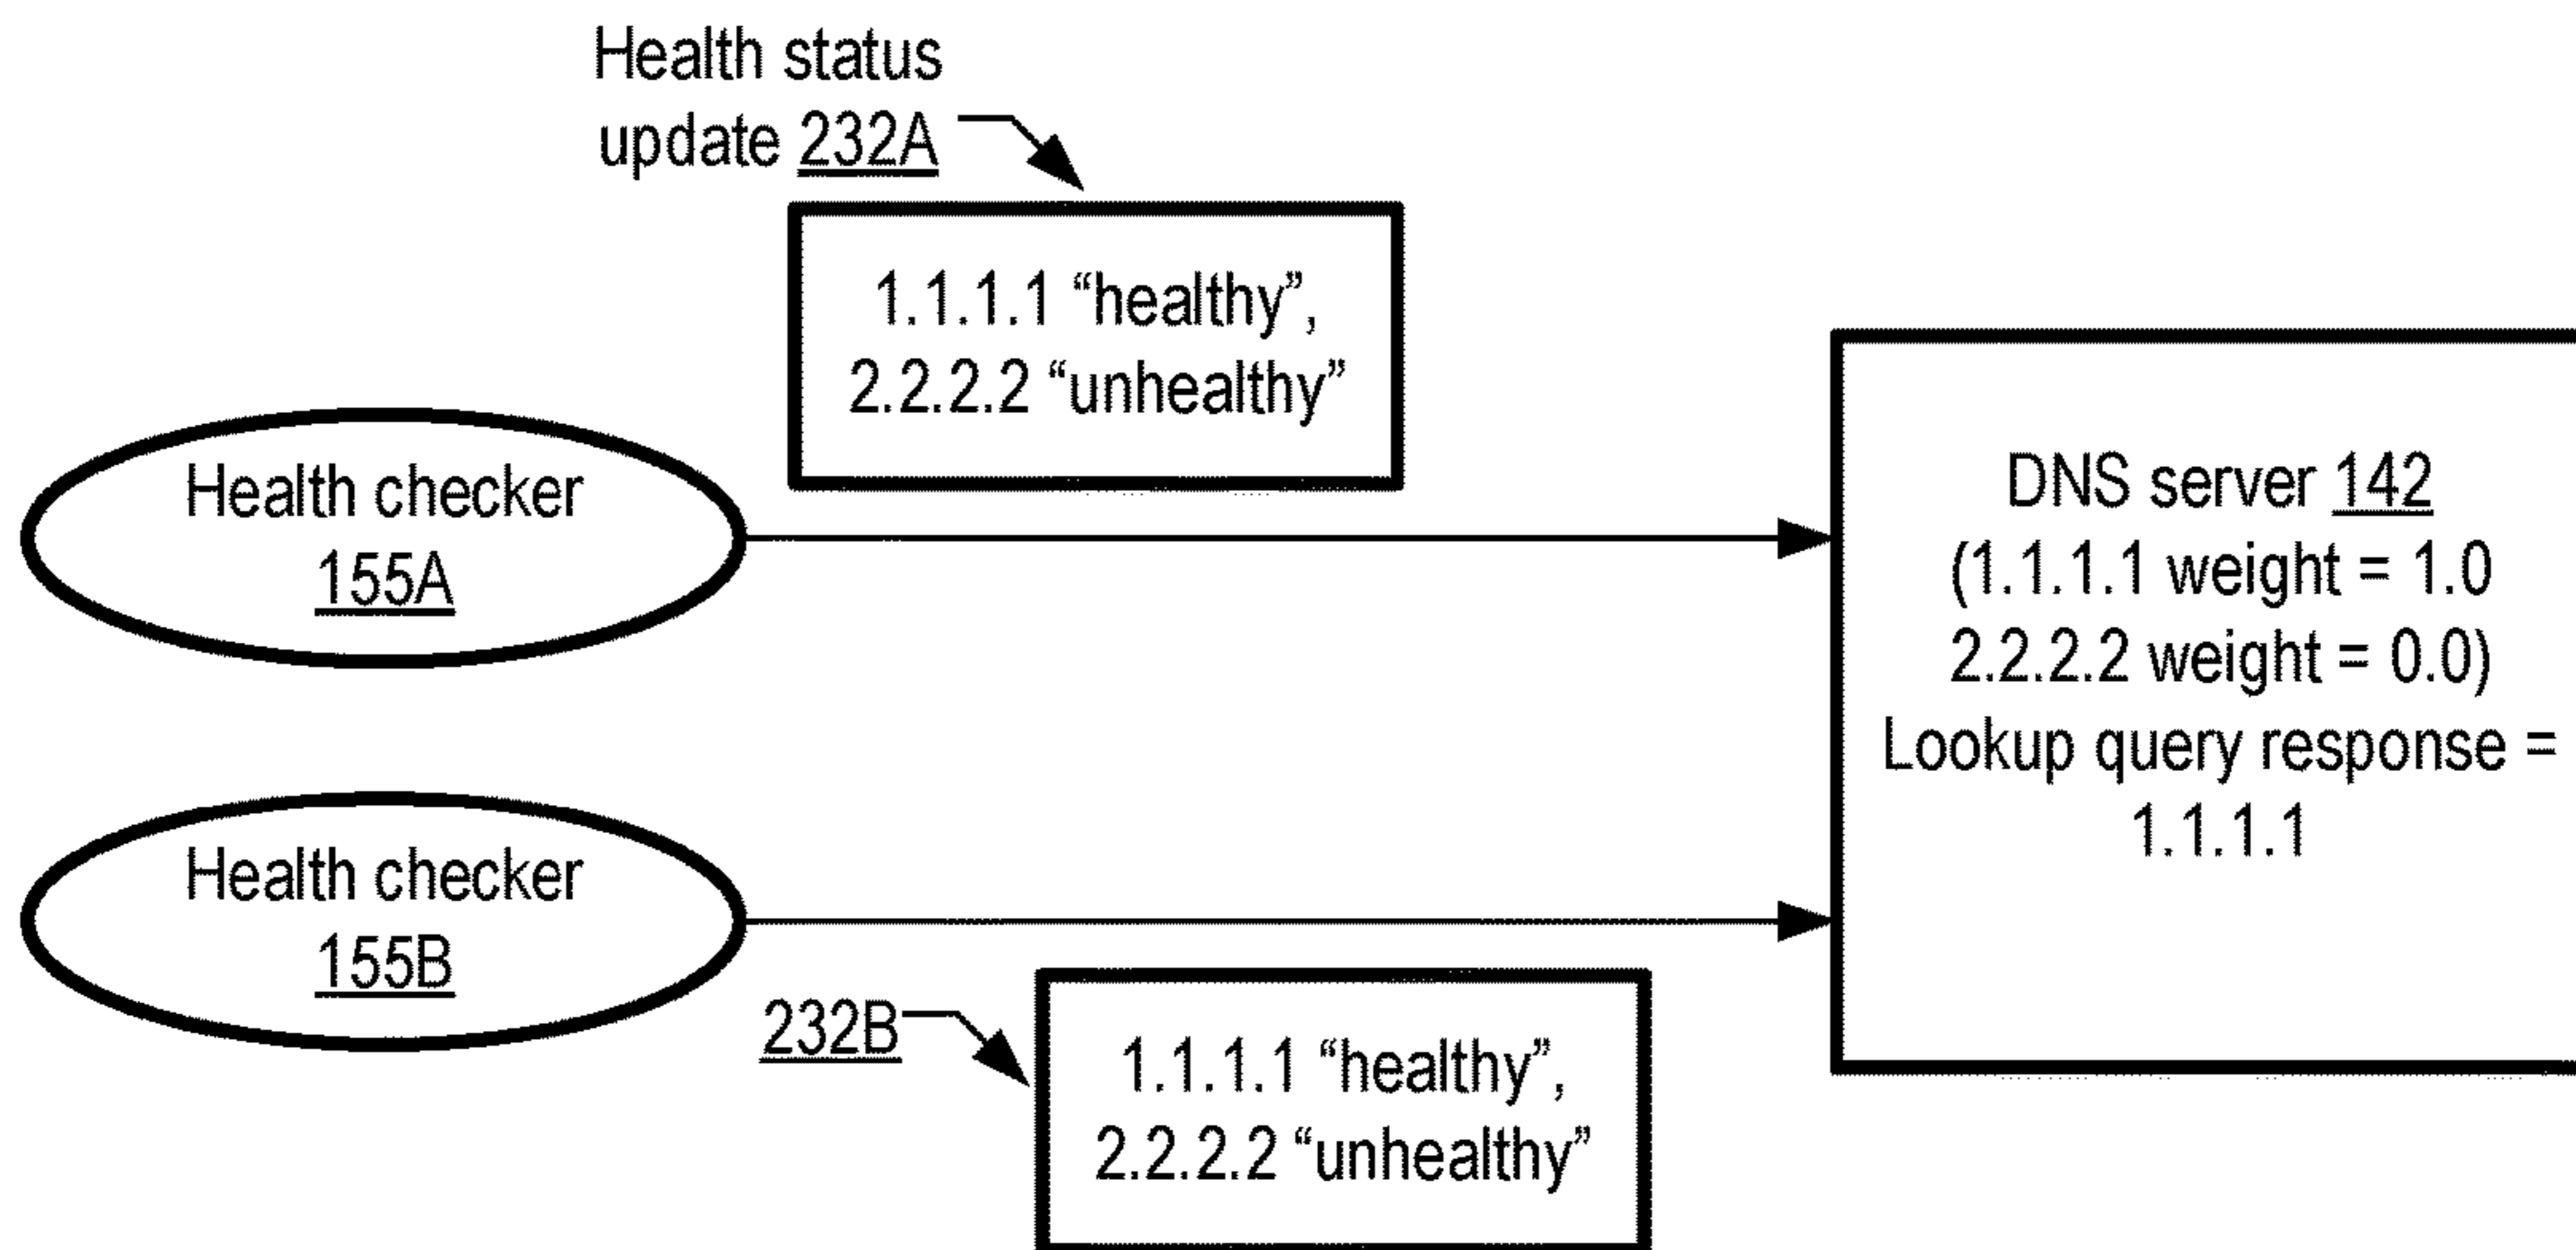 Health status
update 232A
1.1.1.1 “healthy”,
2.2.2.2 “unhealthy”
Health checker
155A
DNS server 142
(1.1.1.1 weight = 1.0
2.2.2.2 weight = 0.0)
Lookup query response =
1.1.1.1
Health checker
155B
232B
1.1.1.1 “healthy”,
2.2.2.2 “unhealthy”